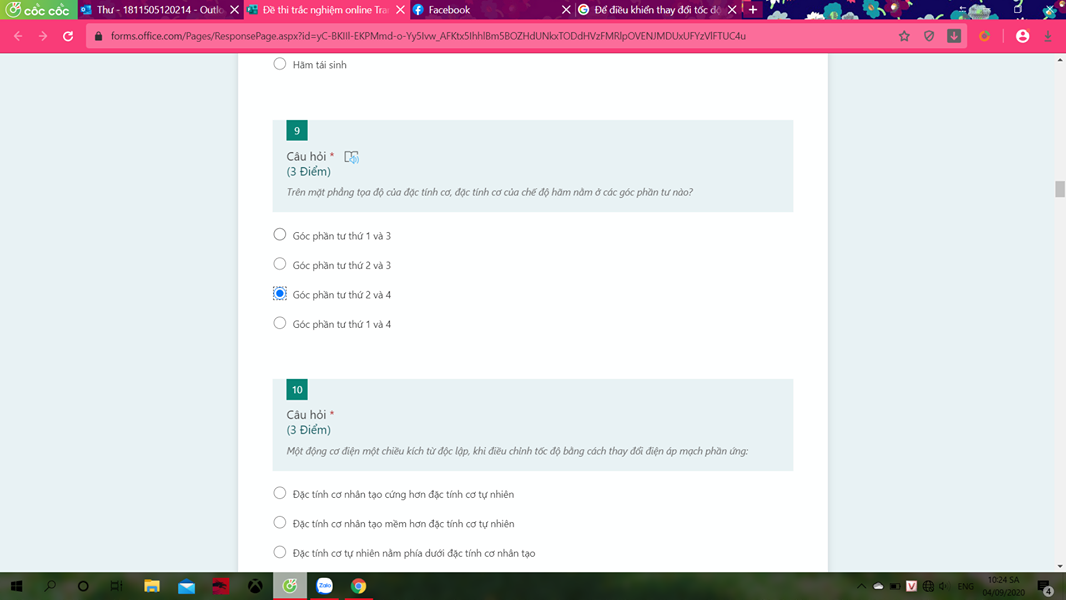 cốc cốc
Thư - 1811505120214 - Outlo
Đề thi trắc nghiệm online Tra
Facebook
Để điều khiển thay đổi tốc độ
forms.office.com/Pages/ResponsePage.aspx?id=
Hãm tái sinh
9
Câu hỏi *
(3 Điểm)
Trên mặt phẳng tọa độ của đặc tính cơ, đặc tính cơ của chế độ hãm nằm ở các góc phần tư nào?
Góc phần tư thứ 1 và 3
Góc phần tư thứ 2 và 3
Góc phần tư thứ 2 và 4
Góc phần tư thứ 1 và 4
10
Câu hỏi *
(3 Điểm)
Một động cơ điện một chiều kích từ độc lập, khi điều chỉnh tốc độ bằng cách thay đổi điện áp mạch phần ứng:
Đặc tính cơ nhân tạo cứng hơn đặc tính cơ tự nhiên
Đặc tính cơ nhân tạo mềm hơn đặc tính cơ tự nhiên
Đặc tính cơ tự nhiên nằm phía dưới đặc tính cơ nhân tạo
Zalo
V
ENG
10:24 SA
04/09/2020
4